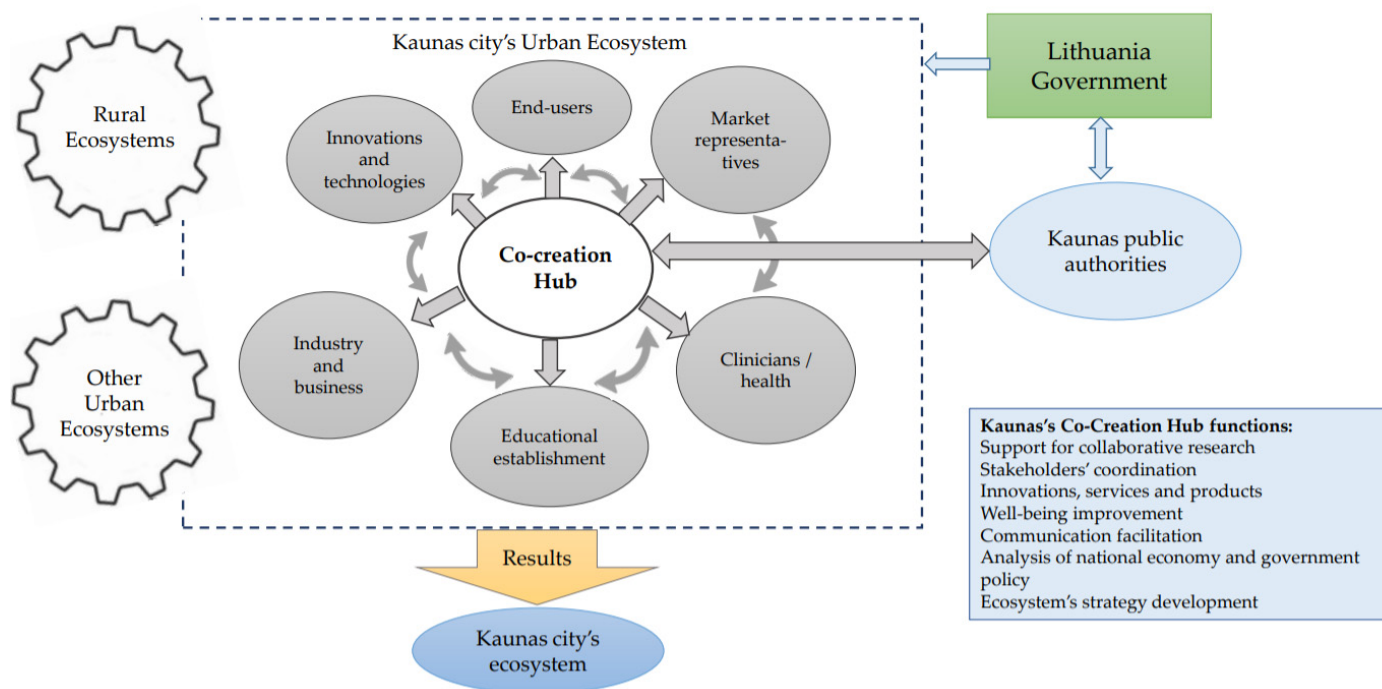 Kaunas city's Urban Ecosystem
Rural
Ecosystems
Other
Urban
Ecosystems
End-users
Innovations
and
technologies
Market
representa-
tives
Co-creation
Hub
Industry
and
business
Clinicians /
health
Educational
establishment
Lithuania
Government
Kaunas public
authorities
Kaunas's Co-Creation Hub functions:
Support for collaborative research
Stakeholders' coordination
Innovations, services and products
Well-being improvement
Communication facilitation
Analysis of national economy and government
policy
Ecosystem's strategy development
Results
Kaunas city's
ecosystem